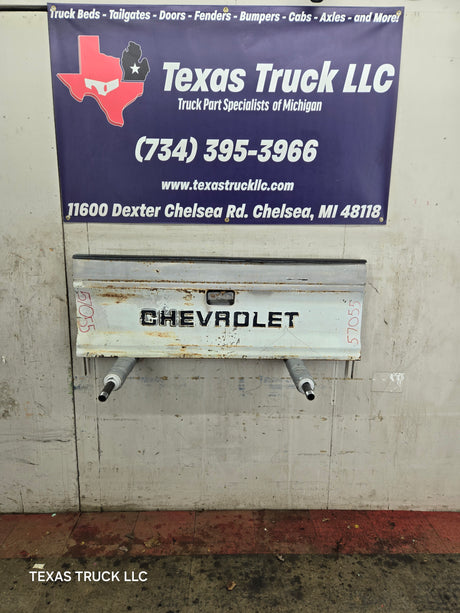 Truck Beds - Tailgates - Doors - Fenders - Bumpers - Cabs - Axles - and More!
Texas Truck LLC
Truck Part Specialists of Michigan
(734) 395-3966
www.texastruckllc.com
11600 Dexter Chelsea Rd. Chelsea, MI 48118
5055
57055
CHEVROLET
TEXAS TRUCK LLC